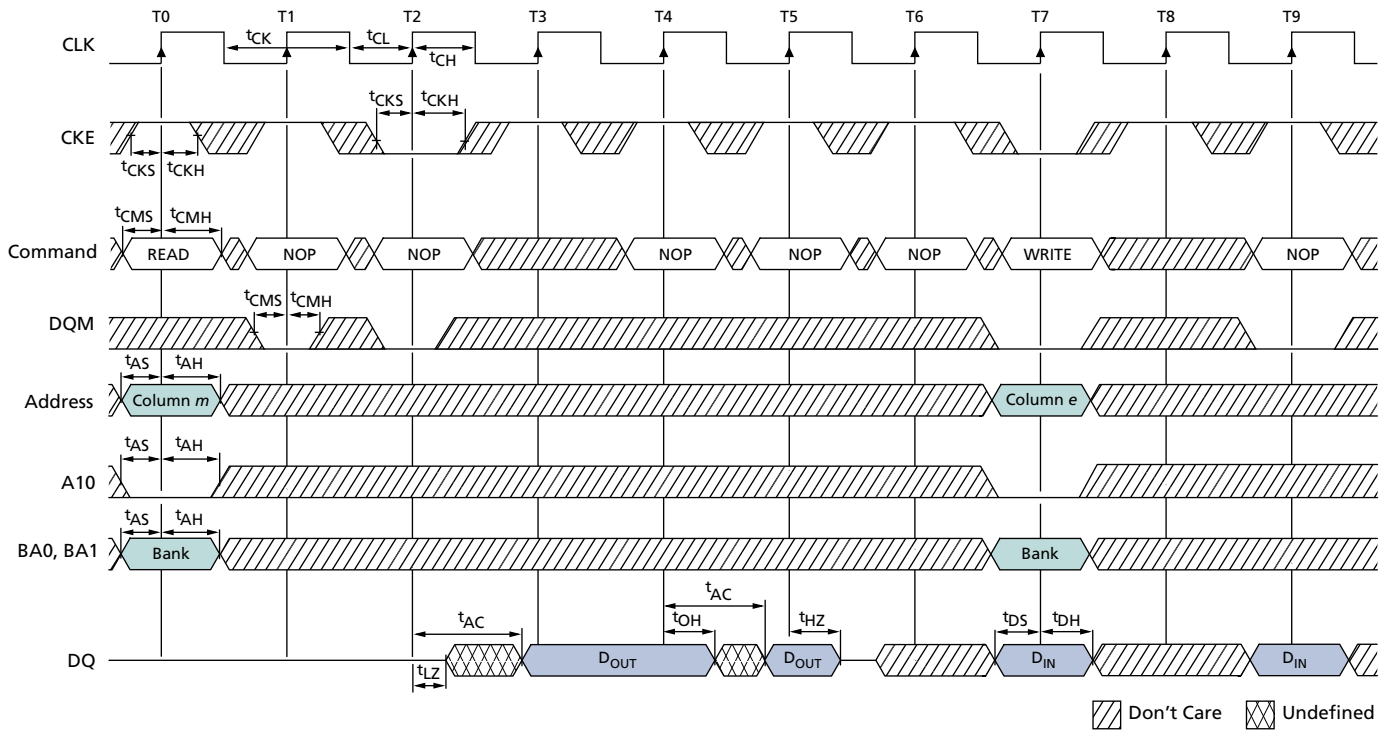 T0 T1 T2 T3 T4 T5 T6 T7 T8 T9
CLK
tCK tCL
tCH
CKE
tCKS tCKH
tCKS tCKH
Command
tCMS tCMH
READ NOP NOP NOP NOP NOP WRITE NOP
DQM
tCMS tCMH
Address
tAS tAH
Column m Column e
A10
tAS tAH
BA0, BA1
tAS tAH
Bank Bank
DQ
tAC tAC
tOH tHZ tDS tDH
DOUT DOUT DIN DIN
tLZ
Don't Care Undefined